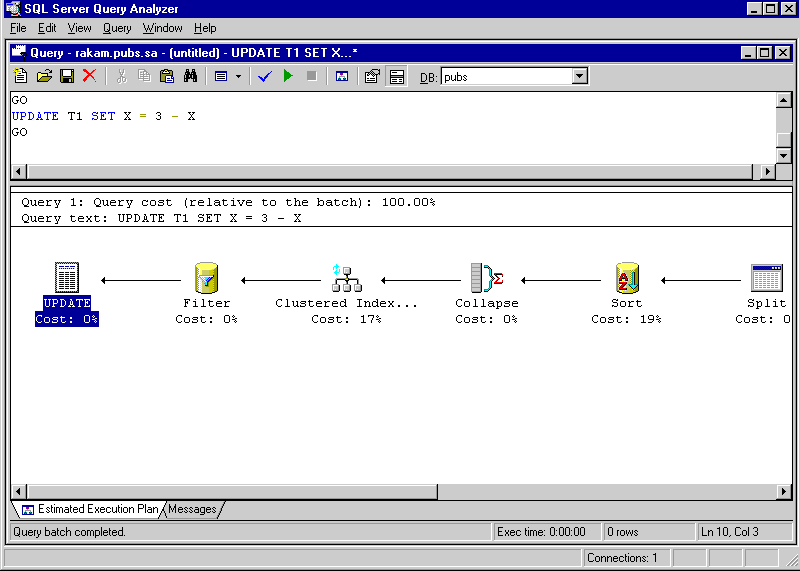 SQL Server Query Analyzer
File Edit View Query Window Help
Query - rakam.pubs.sa - (untitled) - UPDATE T1 SET X...*
DB: pubs
GO
UPDATE T1 SET X = 3 - X
GO
Query 1: Query cost (relative to the batch): 100.00%
Query text: UPDATE T1 SET X = 3 - X
UPDATE Filter Clustered Index... Collapse Sort Split
Cost: 0% Cost: 0% Cost: 17% Cost: 0% Cost: 19% Cost: 0
Estimated Execution Plan Messages
Query batch completed. Exec time: 0:00:00 0 rows Ln 10, Col 3
Connections: 1